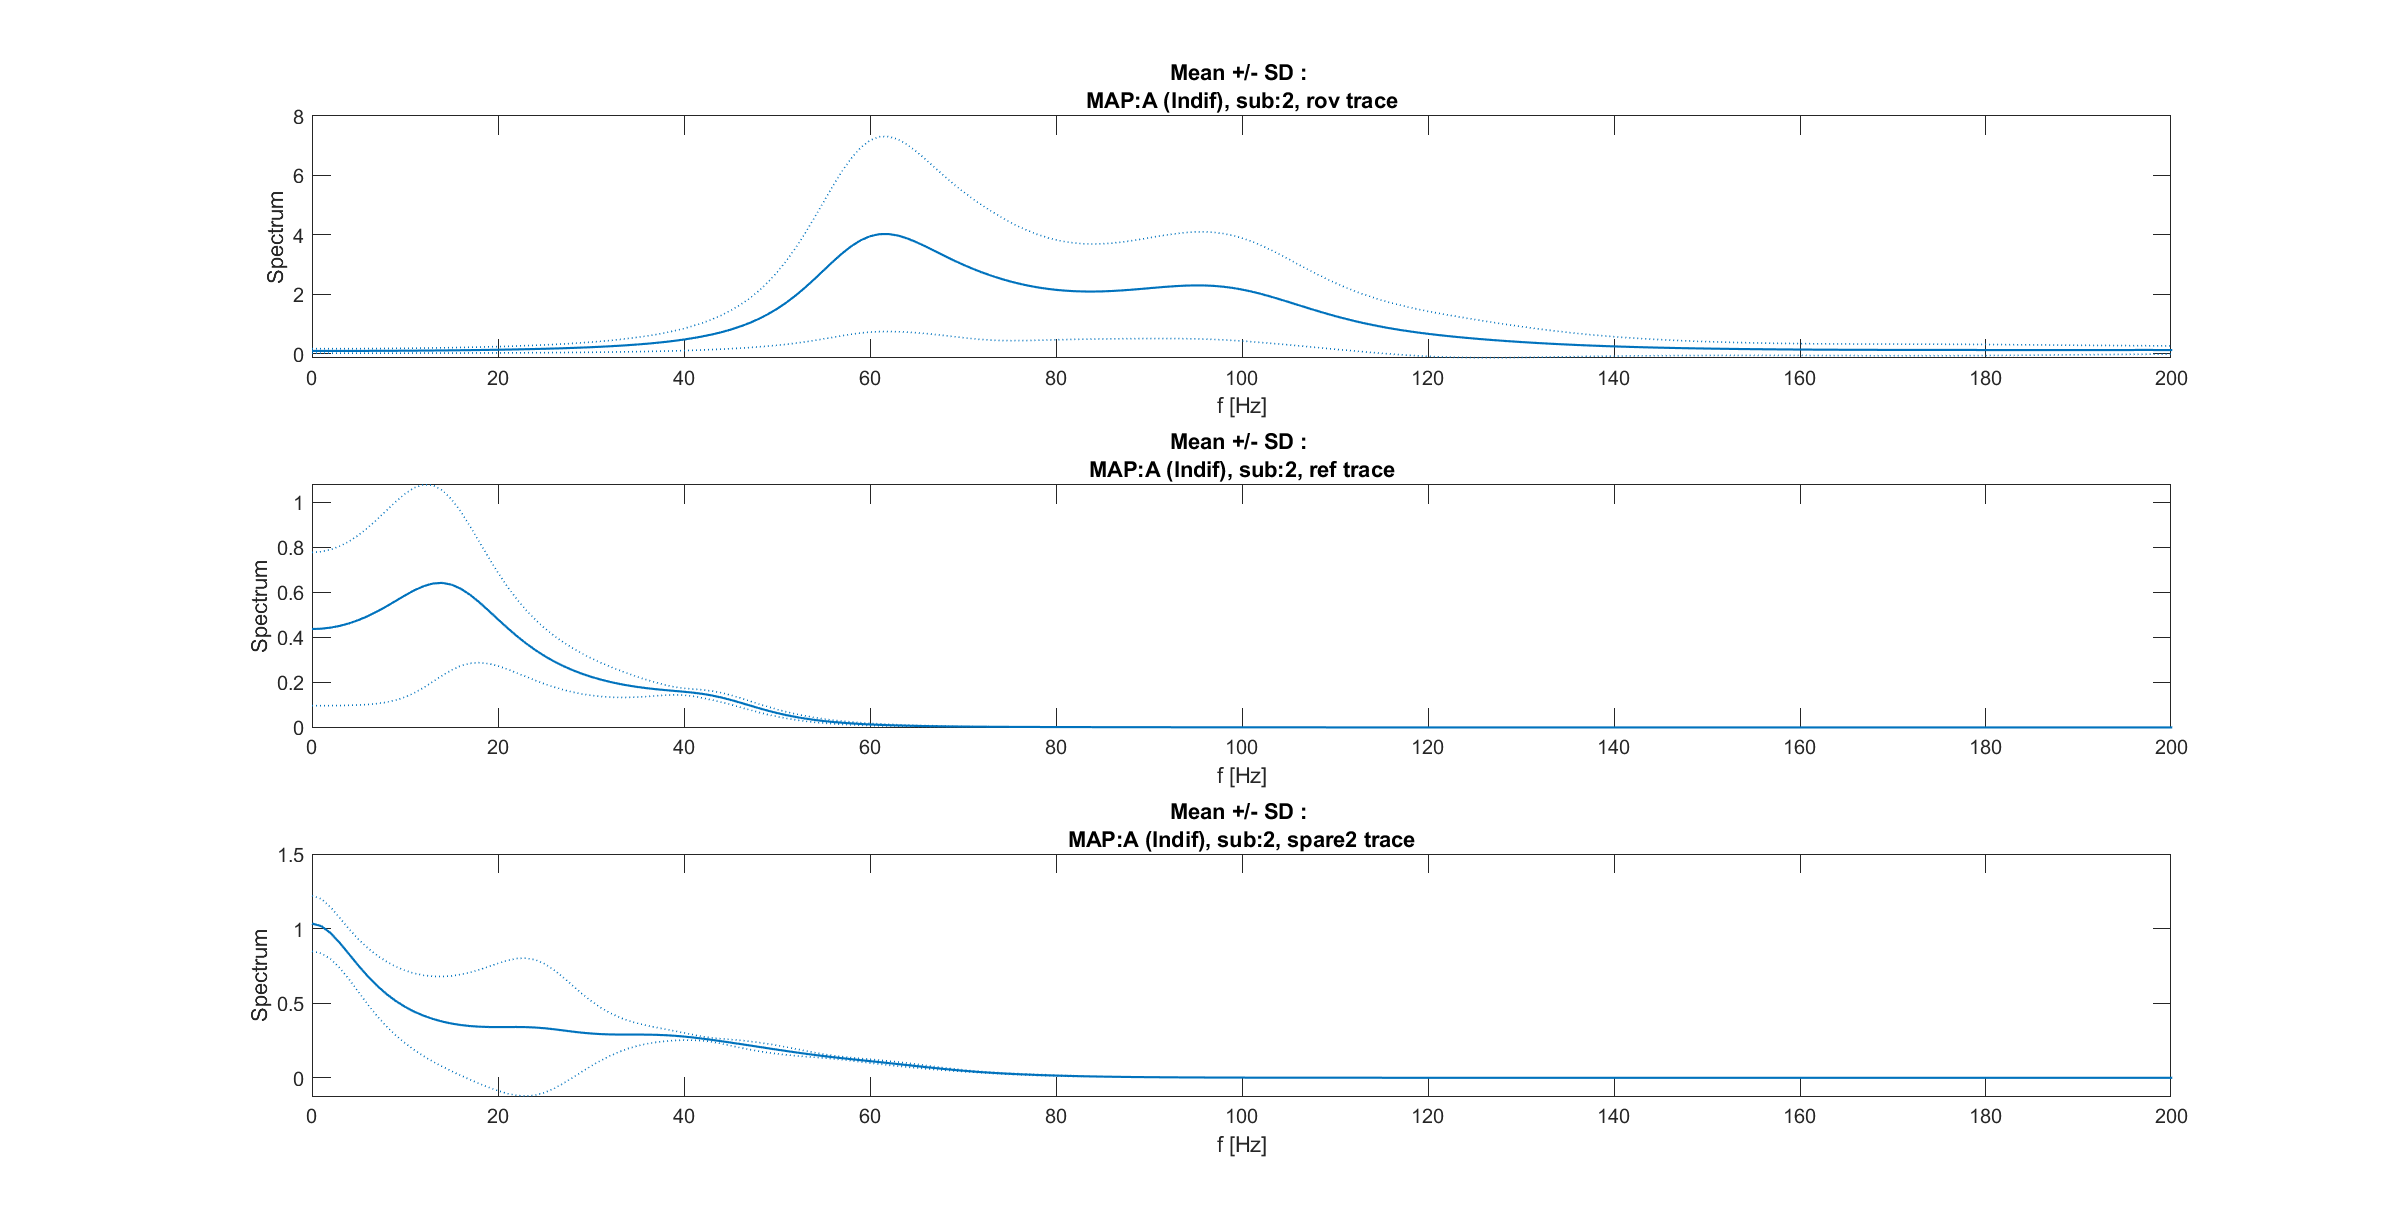 Mean +/- SD :
MAP:A (Indif), sub:2, rov trace
Spectrum
8
6
4
2
0
0 20 40 60 80 100 120 140 160 180 200
f [Hz]
Mean +/- SD :
MAP:A (Indif), sub:2, ref trace
Spectrum
1
0.8
0.6
0.4
0.2
0
0 20 40 60 80 100 120 140 160 180 200
f [Hz]
Mean +/- SD :
MAP:A (Indif), sub:2, spare2 trace
Spectrum
1.5
1
0.5
0
0 20 40 60 80 100 120 140 160 180 200
f [Hz]